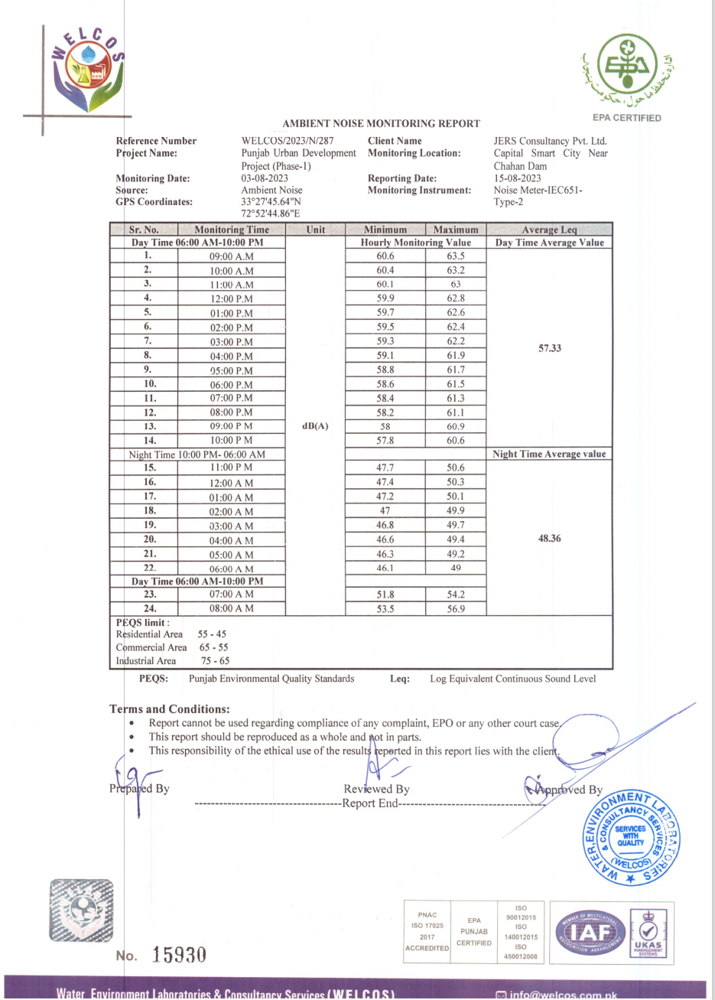 WELCOS
ادارہ تحفظ ماحول، حکومت پنجاب
EPA CERTIFIED
AMBIENT NOISE MONITORING REPORT
Reference Number WELCOS/2023/N/287 Client Name JERS Consultancy Pvt. Ltd.
Project Name: Punjab Urban Development Monitoring Location: Capital Smart City Near
Project (Phase-1) Chahan Dam
Monitoring Date: 03-08-2023 Reporting Date: 15-08-2023
Source: Ambient Noise Monitoring Instrument: Noise Meter-IEC651-
GPS Coordinates: 33°27'45.64"N Type-2
72°52'44.86"E
Sr. No. Monitoring Time Unit Minimum Maximum Average Leq
Day Time 06:00 AM-10:00 PM Hourly Monitoring Value Day Time Average Value
1. 09:00 A.M 60.6 63.5
2. 10:00 A.M 60.4 63.2
3. 11:00 A.M 60.1 63
4. 12:00 P.M 59.9 62.8
5. 01:00 P.M 59.7 62.6
6. 02:00 P.M 59.5 62.4
7. 03:00 P.M 59.3 62.2
57.33
8. 04:00 P.M 59.1 61.9
9. 05:00 P.M 58.8 61.7
10. 06:00 P.M 58.6 61.5
11. 07:00 P.M 58.4 61.3
12. 08:00 P.M 58.2 61.1
13. 09:00 P M dB(A) 58 60.9
14. 10:00 P M 57.8 60.6
Night Time 10:00 PM- 06:00 AM Night Time Average value
15. 11:00 P M 47.7 50.6
16. 12:00 A M 47.4 50.3
17. 01:00 A M 47.2 50.1
18. 02:00 A M 47 49.9
19. 03:00 A M 46.8 49.7
20. 04:00 A M 46.6 49.4 48.36
21. 05:00 A M 46.3 49.2
22. 06:00 A M 46.1 49
Day Time 06:00 AM-10:00 PM
23. 07:00 A M 51.8 54.2
24. 08:00 A M 53.5 56.9
PEQS limit :
Residential Area 55 - 45
Commercial Area 65 - 55
Industrial Area 75 - 65
PEQS: Punjab Environmental Quality Standards Leq: Log Equivalent Continuous Sound Level
Terms and Conditions:
• Report cannot be used regarding compliance of any complaint, EPO or any other court case.
• This report should be reproduced as a whole and not in parts.
• This responsibility of the ethical use of the results reported in this report lies with the client.
Prepared By Reviewed By Approved By
----------------------------------Report End----------------------------------
WATER, ENVIRONMENT LABORATORIES
& CONSULTANCY SERVICES
SERVICES
WITH
QUALITY
(WELCOS)
PNAC
ISO 17025
2017
ACCREDITED
EPA
PUNJAB
CERTIFIED
ISO
90012015
ISO
140012015
ISO
450012008
MEMBER OF MULTILATERAL
IAF
RECOGNITION ARRANGEMENT
UKAS
MANAGEMENT
SYSTEMS
No. 15930
Water Environment Laboratories & Consultancy Services (WELCOS) info@welcos.com.pk